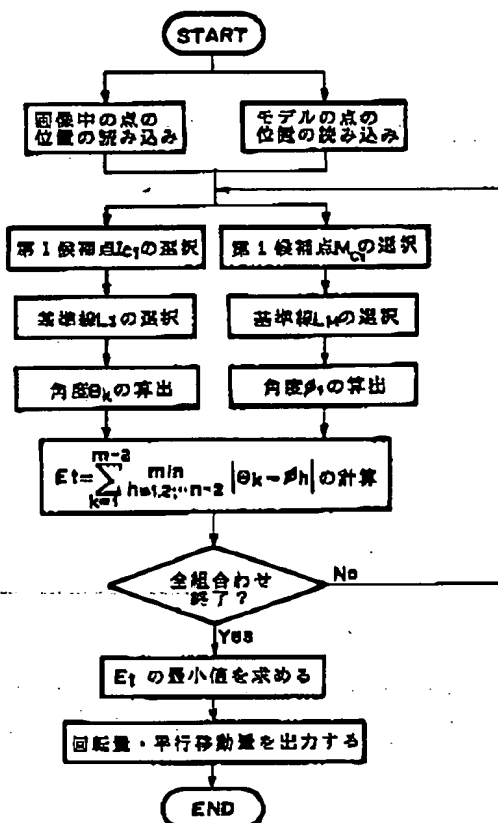 START
画像中の点の
位置の読み込み
モデルの点の
位置の読み込み
第1候補点Ic1の選択
第1候補点Mc1の選択
基準線LIの選択
基準線LMの選択
角度θkの算出
角度φhの算出
Et=∑k=1m-2 min h=1,2,…n-2 |θk-φh|の計算
全組合わせ
終了?
No
Yes
Etの最小値を求める
回転量・平行移動量を出力する
END